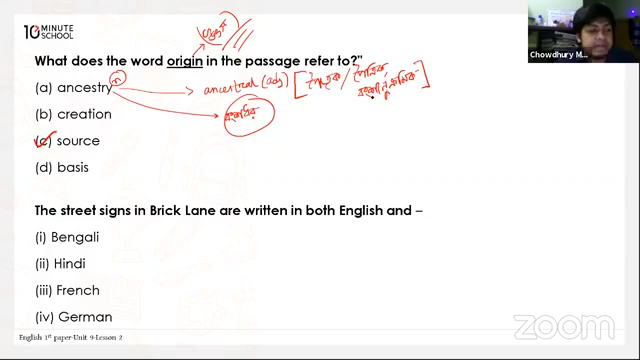 10 MINUTE SCHOOL
Chowdhury M...
What does the word origin in the passage refer to?"
(a) ancestry (n) ancestral (adj)
(b) creation
(c) source
(d) basis
The street signs in Brick Lane are written in both English and –
(i) Bengali
(ii) Hindi
(iii) French
(iv) German
English 1st paper-Unit 9-Lesson 2
zoom